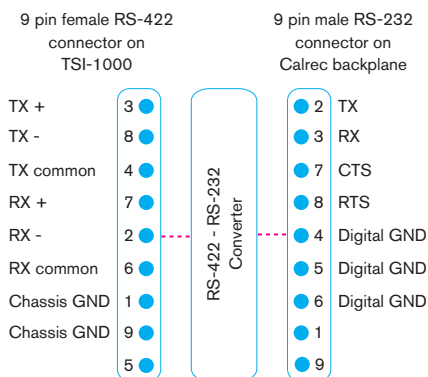 9 pin female RS-422
connector on
TSI-1000
9 pin male RS-232
connector on
Calrec backplane
TX + 3
TX - 8
TX common 4
RX + 7
RX - 2
RX common 6
Chassis GND 1
Chassis GND 9
5
RS-422 - RS-232
Converter
2 TX
3 RX
7 CTS
8 RTS
4 Digital GND
5 Digital GND
6 Digital GND
1
9